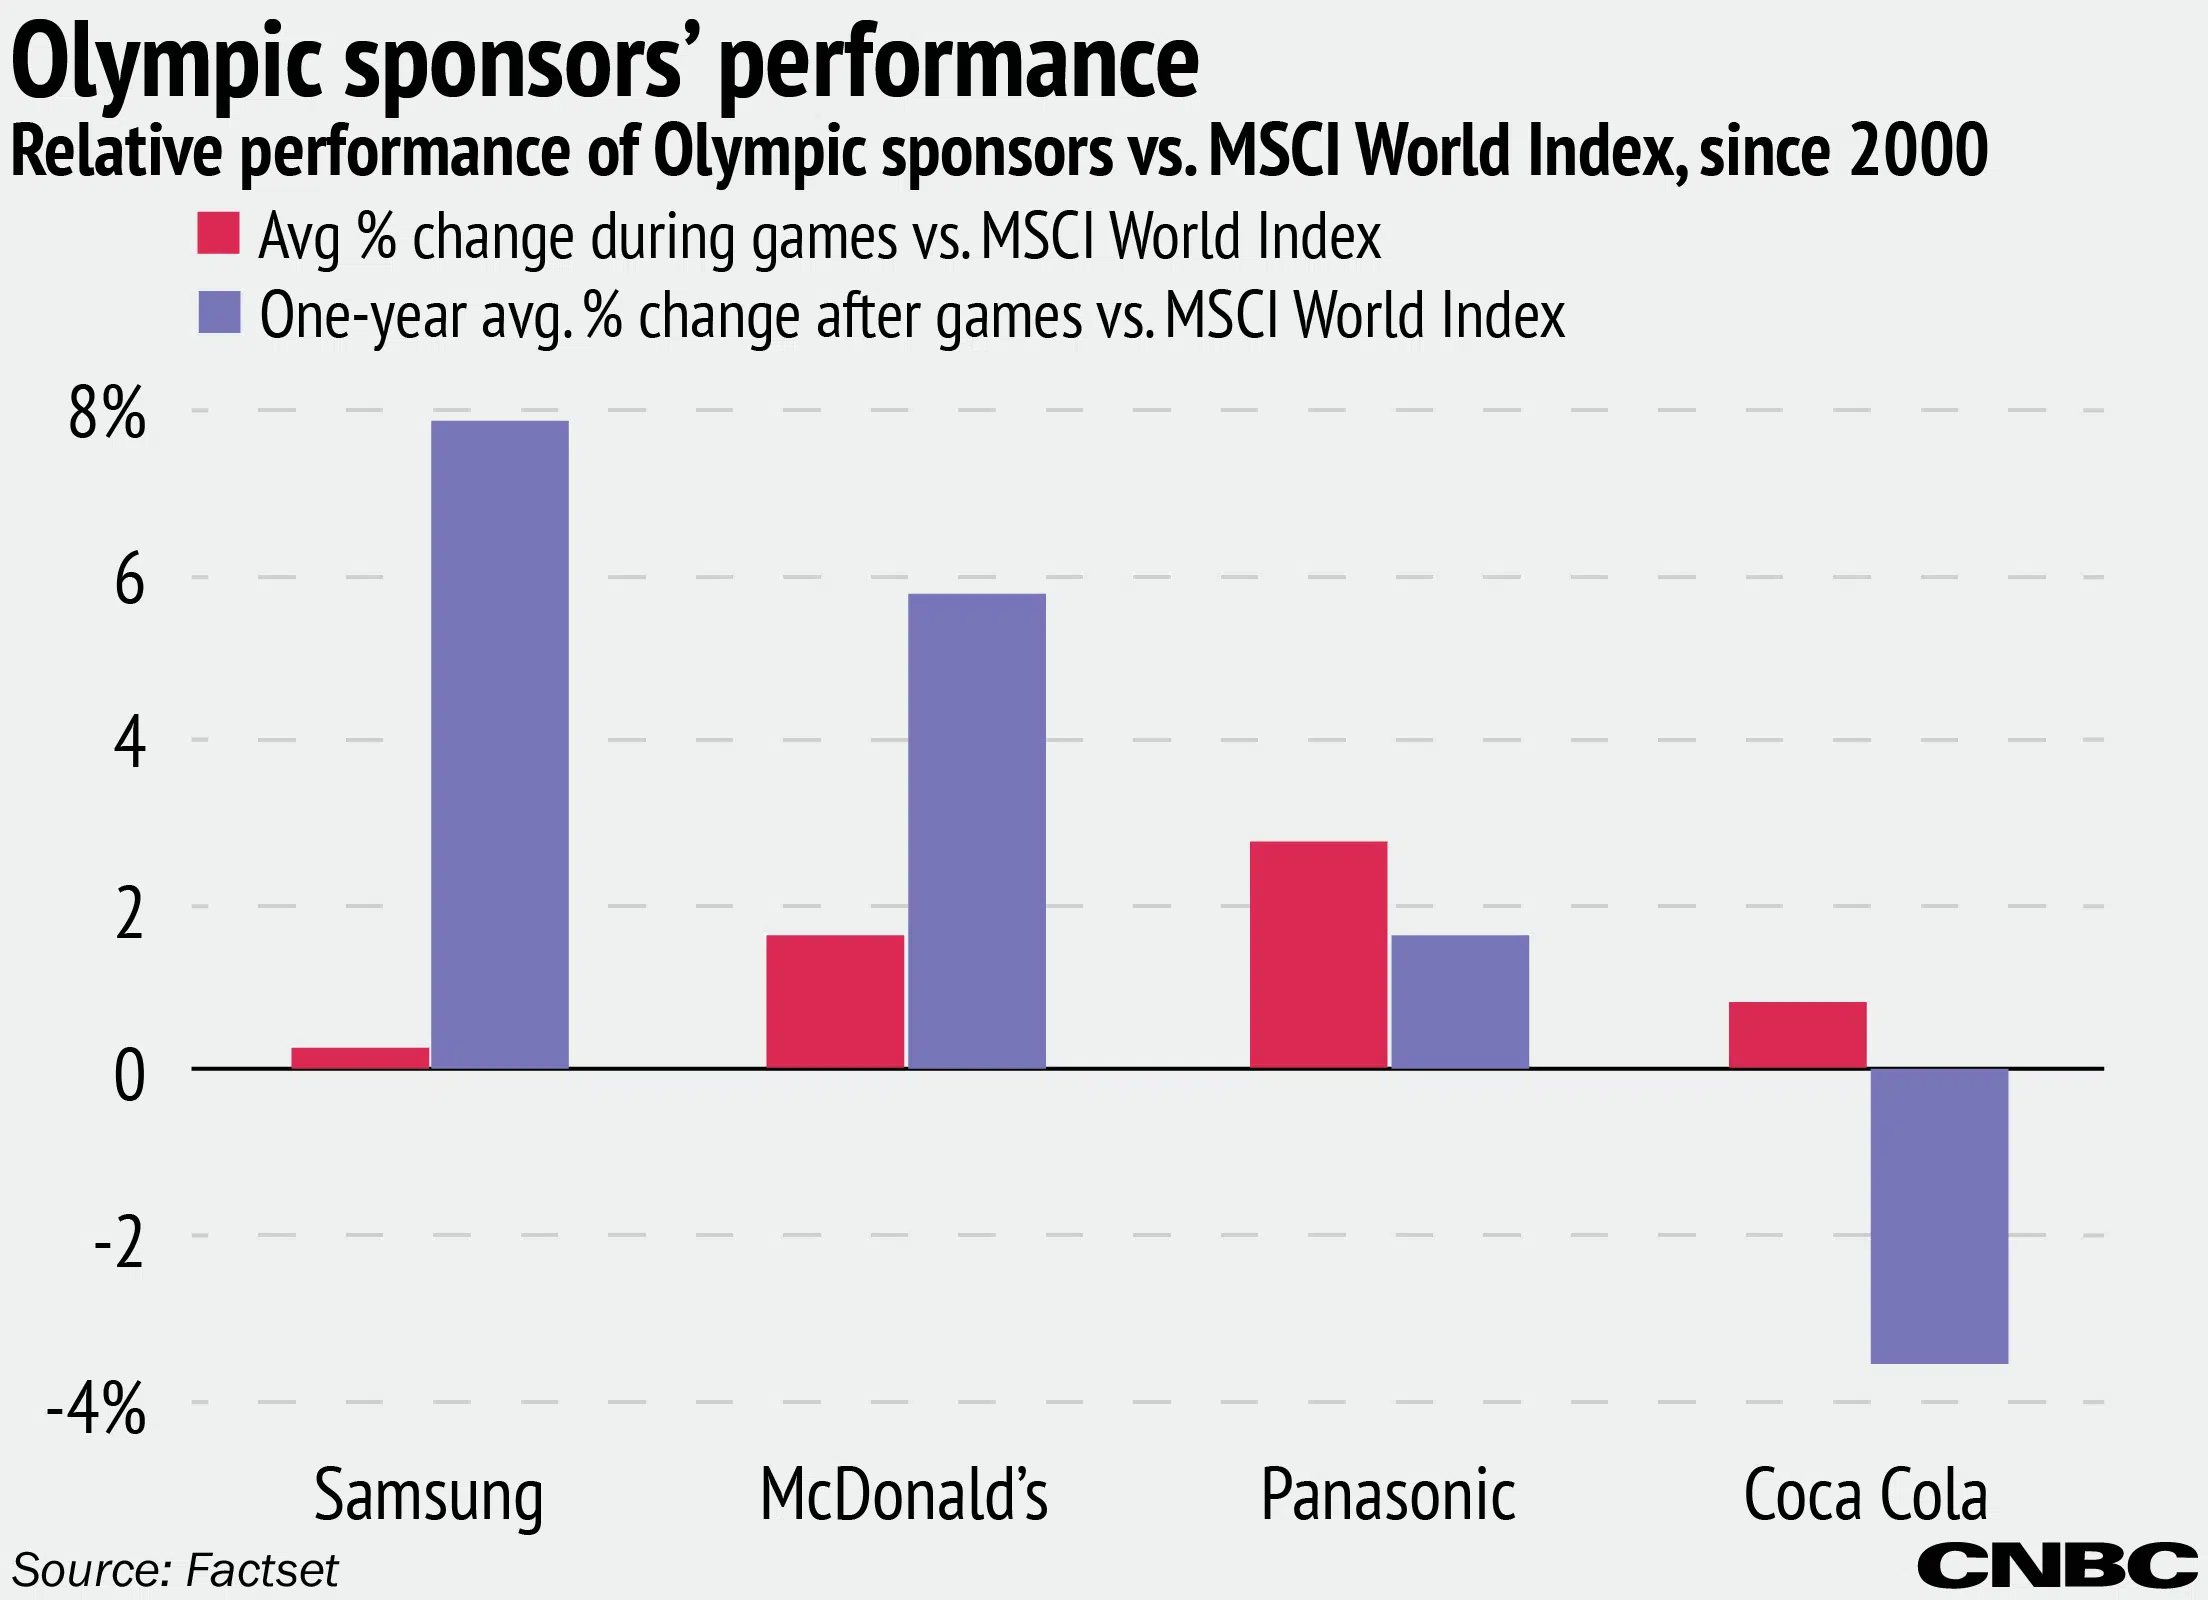 Olympic sponsors’ performance
Relative performance of Olympic sponsors vs. MSCI World Index, since 2000
Avg % change during games vs. MSCI World Index
One-year avg. % change after games vs. MSCI World Index
8%
6
4
2
0
-2
-4%
Samsung McDonald’s Panasonic Coca Cola
Source: Factset
CNBC